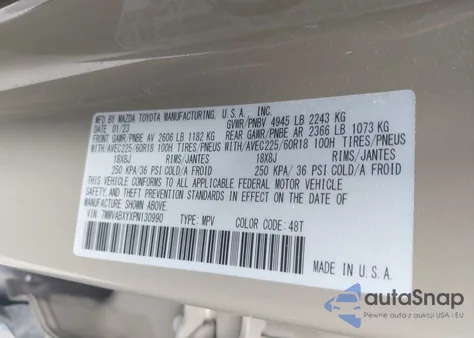 MFD. BY MAZDA TOYOTA MANUFACTURING, U.S.A., INC.
DATE 01/23 GVWR/PNBV 4945 LB 2243 KG
GAWR FR/PNBE AV 2606 LB 1182 KG REAR GAWR/PNBE AR 2366 LB 1073 KG
WITH/AVEC225/60R18 100H TIRES/PNEUS WITH/AVEC225/60R18 100H TIRES/PNEUS
18X8J RIMS/JANTES 18X8J RIMS/JANTES
250 KPA/ 36 PSI COLD/A FROID 250 KPA/ 36 PSI COLD/A FROID
THIS VEHICLE CONFORMS TO ALL APPLICABLE FEDERAL MOTOR VEHICLE
SAFETY AND THEFT PREVENTION STANDARDS IN EFFECT ON THE DATE OF
MANUFACTURE SHOWN ABOVE.
VIN: 7MMVABXYXPN130990 TYPE: MPV COLOR CODE: 48T
MADE IN U.S.A.
autoSnap
Pewne auta z USA i Kanady